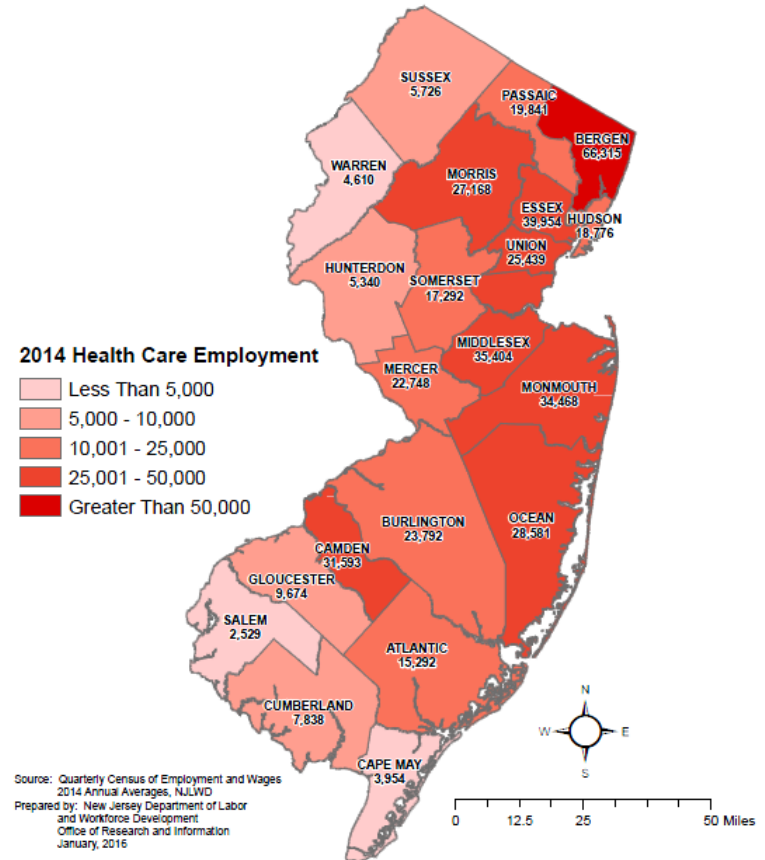 SUSSEX
5,726
PASSAIC
19,841
BERGEN
66,315
WARREN
4,610
MORRIS
27,168
ESSEX
39,954
HUDSON
18,776
UNION
25,439
HUNTERDON
5,340
SOMERSET
17,292
MIDDLESEX
35,404
MERCER
22,748
MONMOUTH
34,468
2014 Health Care Employment
Less Than 5,000
5,000 - 10,000
10,001 - 25,000
25,001 - 50,000
Greater Than 50,000
BURLINGTON
23,792
OCEAN
28,581
CAMDEN
31,593
GLOUCESTER
9,674
SALEM
2,529
ATLANTIC
15,292
CUMBERLAND
7,838
CAPE MAY
3,954
N
W E
S
Source: Quarterly Census of Employment and Wages
2014 Annual Averages, NJLWD
Prepared by: New Jersey Department of Labor
and Workforce Development
Office of Research and Information
January, 2016
0 12.5 25 50 Miles